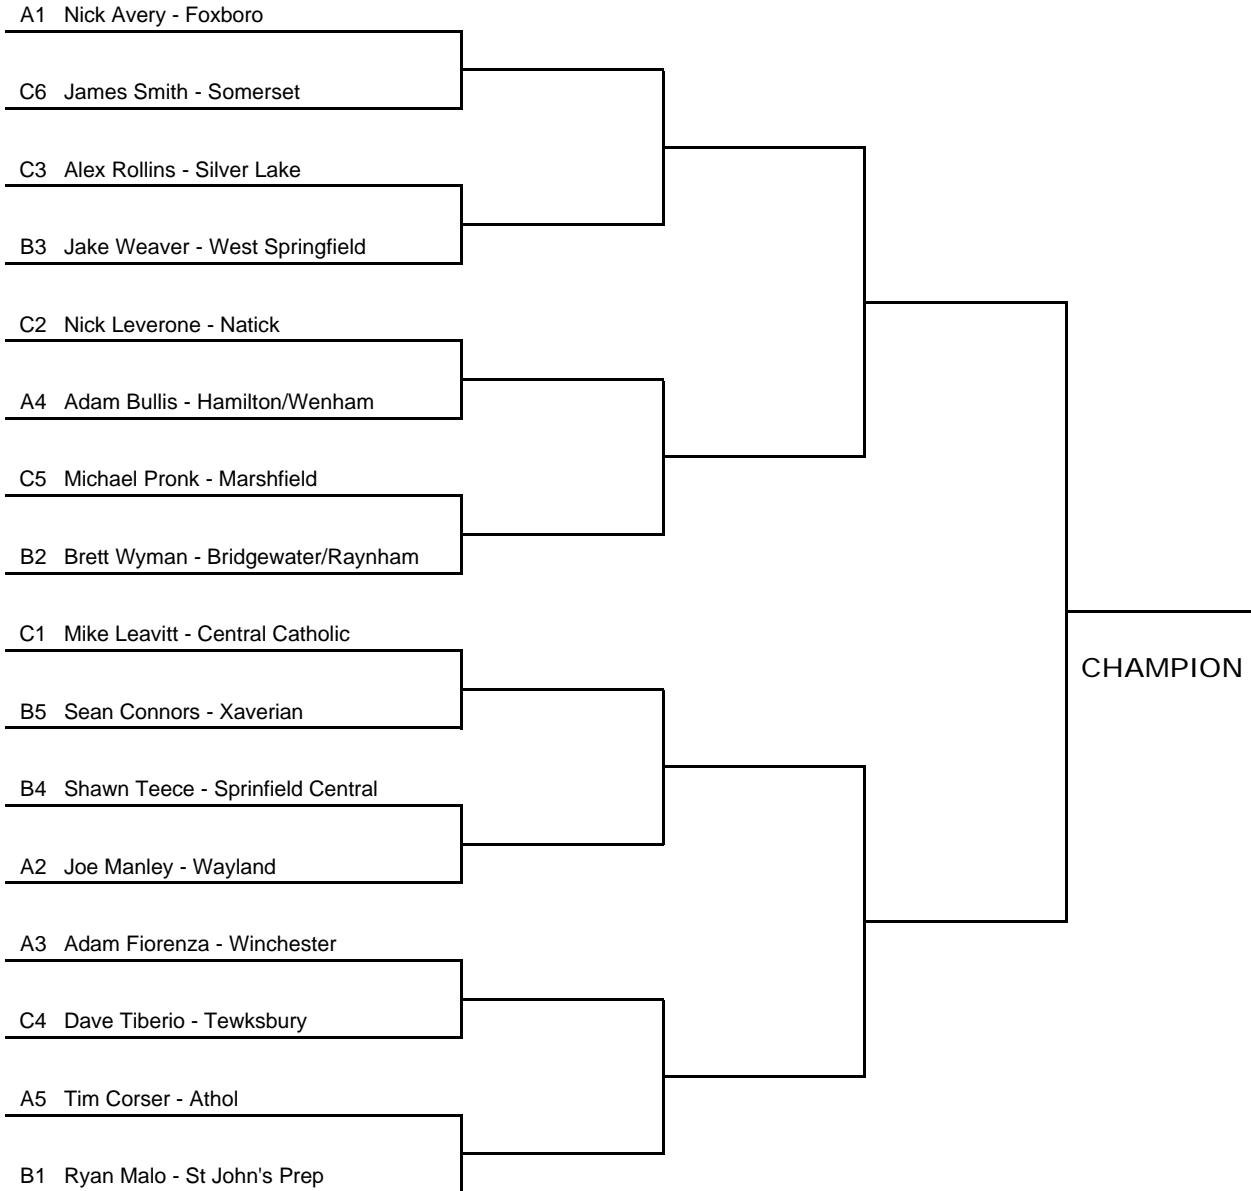 A1 Nick Avery - Foxboro
C6 James Smith - Somerset
C3 Alex Rollins - Silver Lake
B3 Jake Weaver - West Springfield
C2 Nick Leverone - Natick
A4 Adam Bullis - Hamilton/Wenham
C5 Michael Pronk - Marshfield
B2 Brett Wyman - Bridgewater/Raynham
C1 Mike Leavitt - Central Catholic
CHAMPION
B5 Sean Connors - Xaverian
B4 Shawn Teece - Sprinfield Central
A2 Joe Manley - Wayland
A3 Adam Fiorenza - Winchester
C4 Dave Tiberio - Tewksbury
A5 Tim Corser - Athol
B1 Ryan Malo - St John's Prep